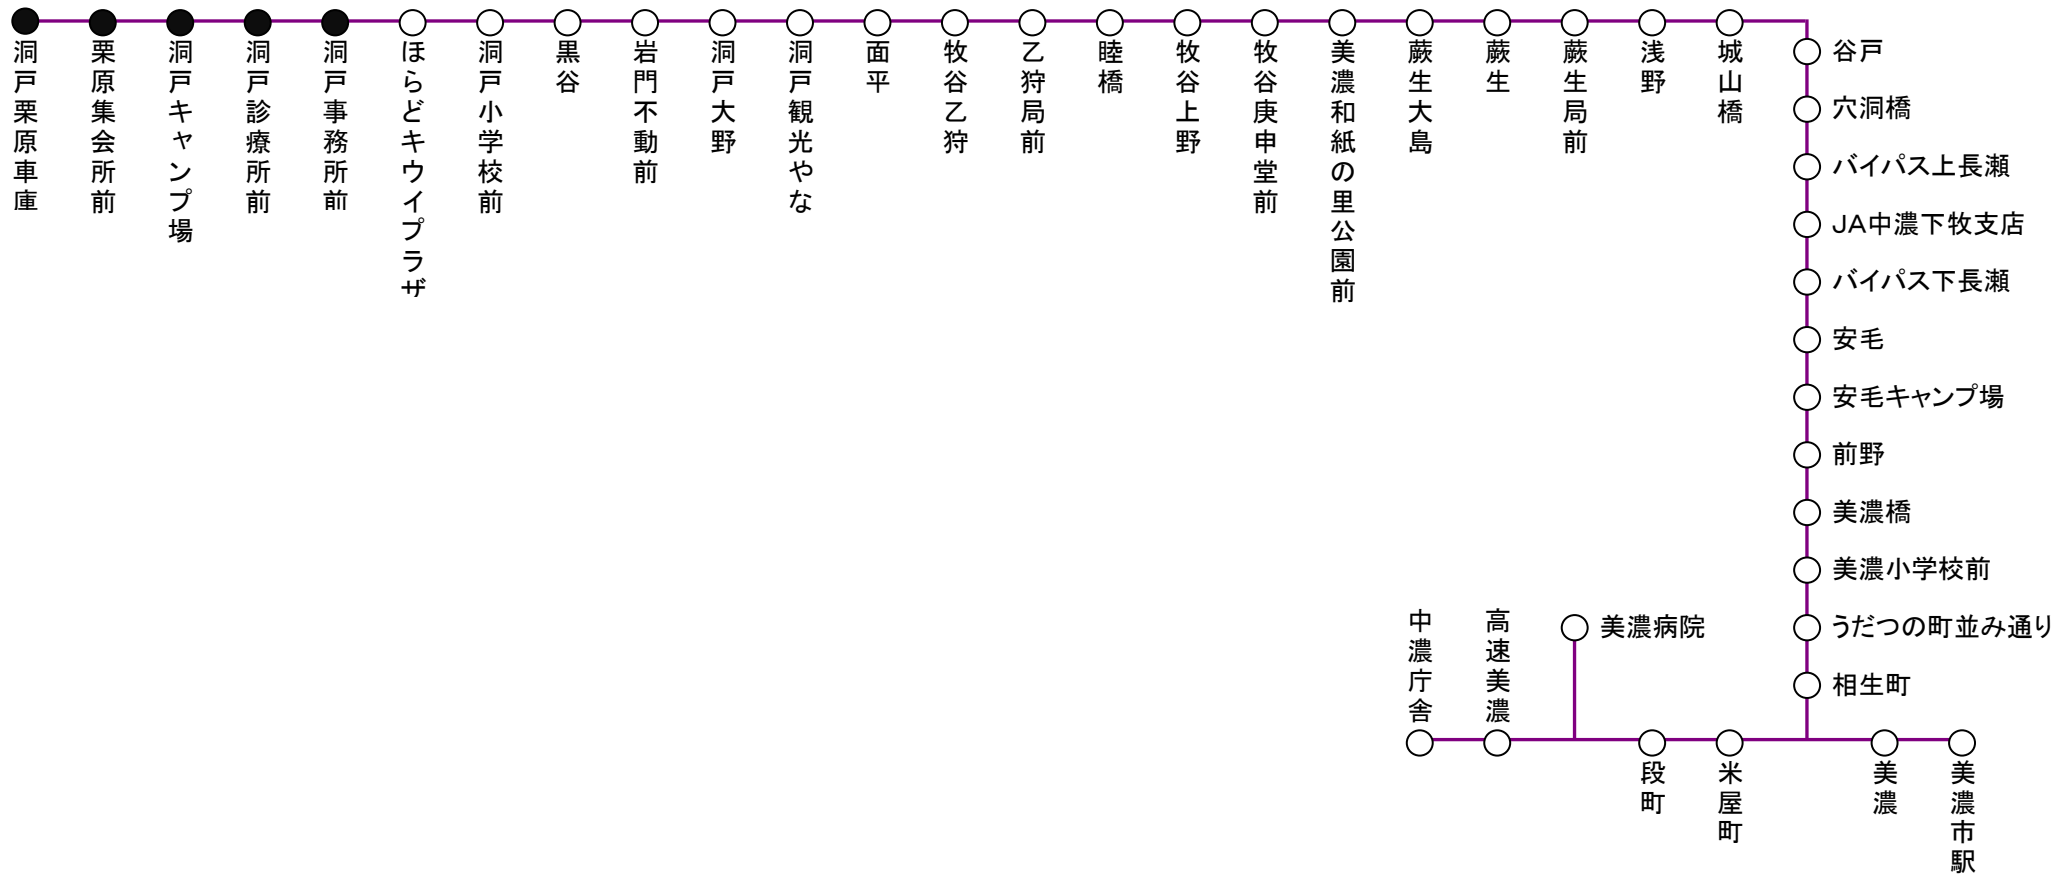 洞戸栗原車庫
栗原集会所前
洞戸キャンプ場
洞戸診療所前
洞戸事務所前
ほらどキウイプラザ
洞戸小学校前
黒谷
岩門不動前
洞戸大野
洞戸観光やな
面平
牧谷乙狩
乙狩局前
睦橋
牧谷上野
牧谷庚申堂前
美濃和紙の里公園前
蕨生大島
蕨生
蕨生局前
浅野
城山橋
谷戸
穴洞橋
バイパス上長瀬
JA中濃下牧支店
バイパス下長瀬
安毛
安毛キャンプ場
前野
美濃橋
美濃小学校前
うだつの町並み通り
相生町
中濃庁舎
高速美濃
美濃病院
段町
米屋町
美濃
美濃市駅